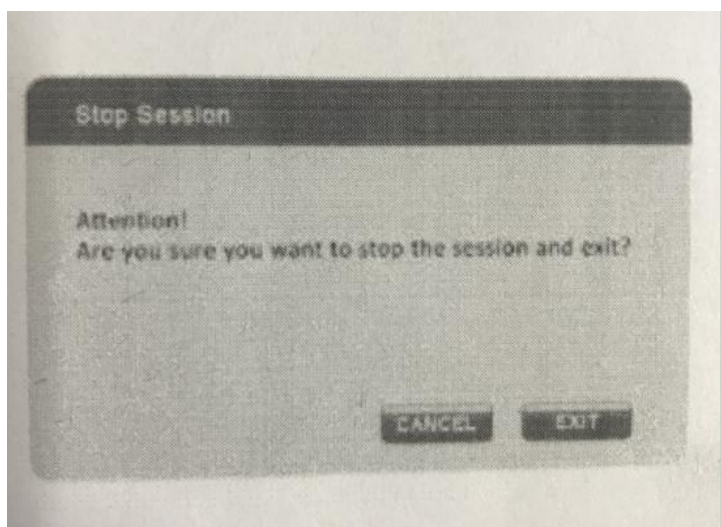 Stop Session
Attention!
Are you sure you want to stop the session and exit?
CANCEL
EXIT